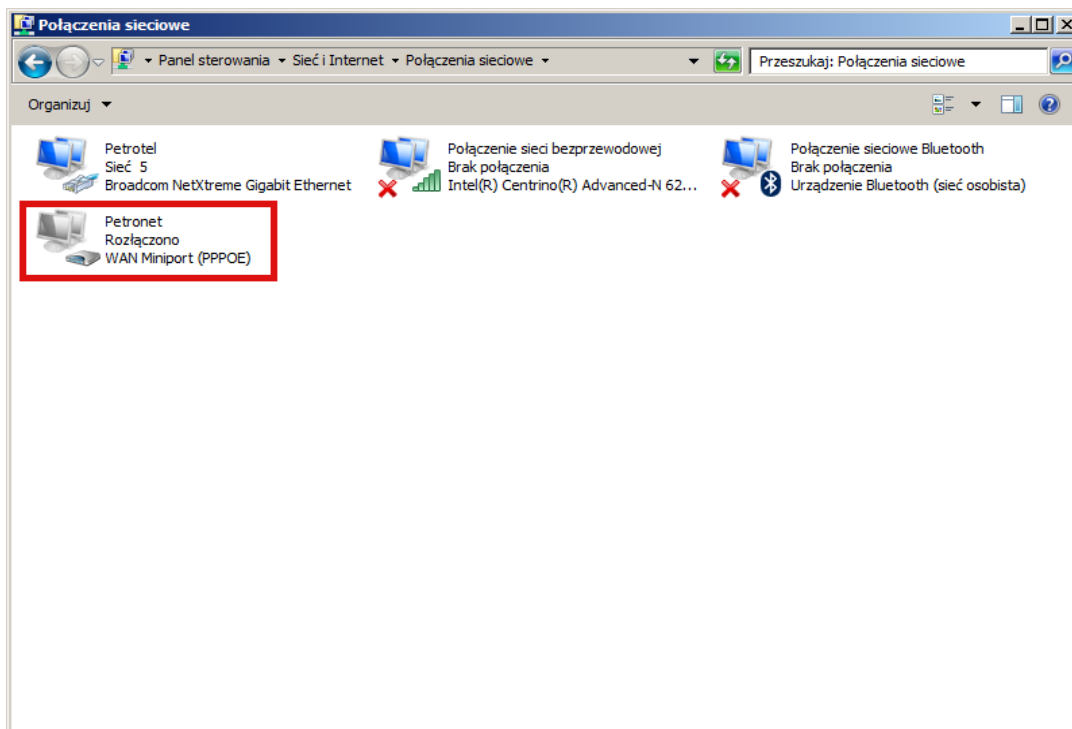 Połączenia sieciowe
Panel sterowania Sieć i Internet Połączenia sieciowe
Przeszukaj: Połączenia sieciowe
Organizuj
Petrotel
Sieć 5
Broadcom NetXtreme Gigabit Ethernet
Połączenie sieci bezprzewodowej
Brak połączenia
Intel(R) Centrino(R) Advanced-N 62...
Połączenie sieciowe Bluetooth
Brak połączenia
Urządzenie Bluetooth (sieć osobista)
Petronet
Rozłączono
WAN Miniport (PPPOE)